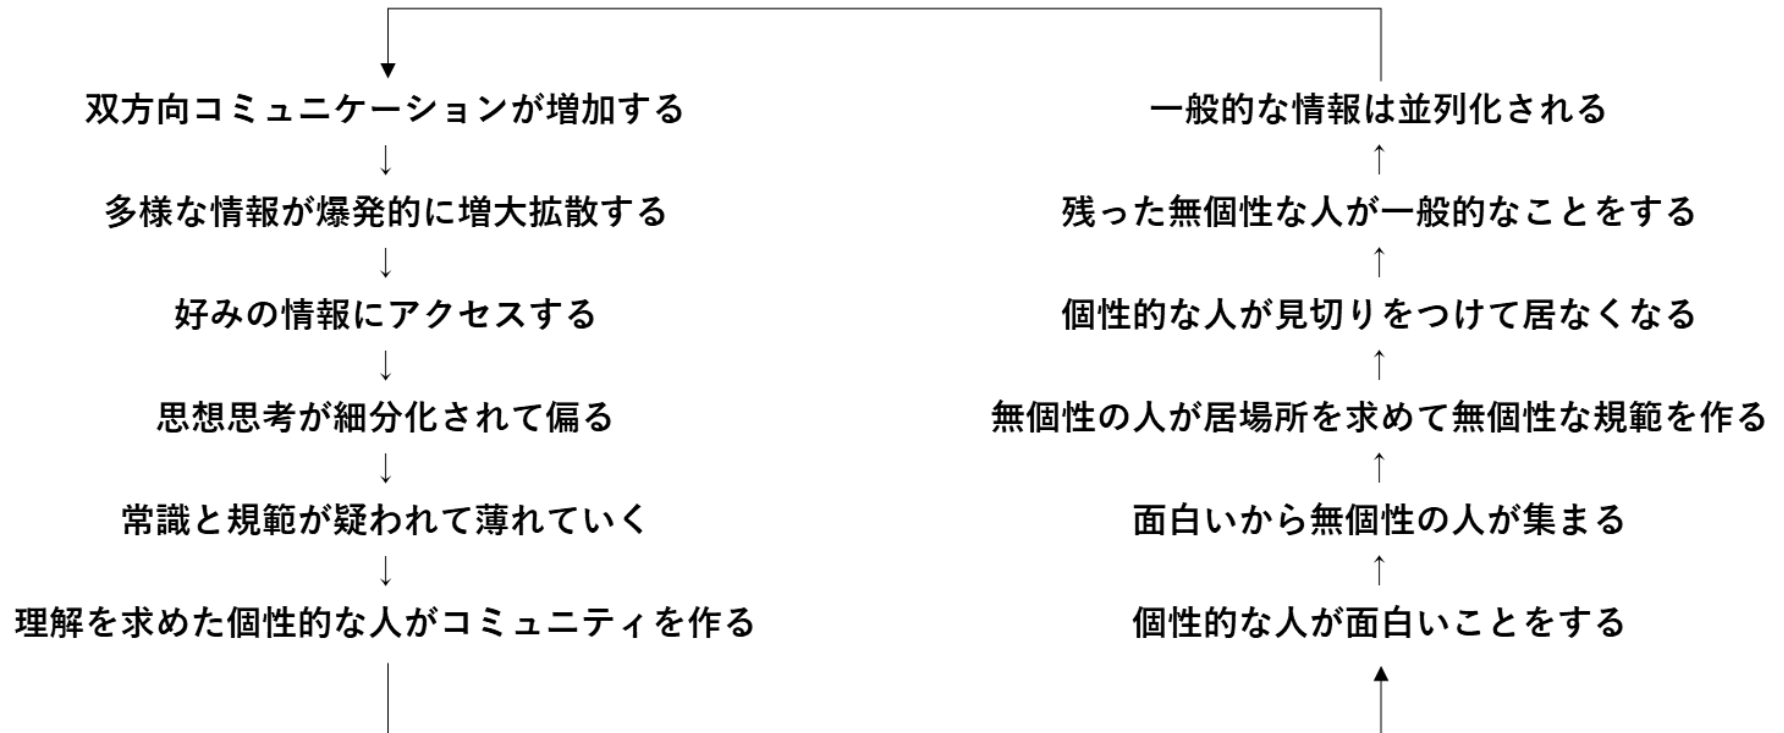 双方向コミュニケーションが増加する
↓
多様な情報が爆発的に増大拡散する
↓
好みの情報にアクセスする
↓
思想思考が細分化されて偏る
↓
常識と規範が疑われて薄れていく
↓
理解を求めた個性的な人がコミュニティを作る
個性的な人が面白いことをする
↑
面白いから無個性の人が集まる
↑
無個性の人が居場所を求めて無個性な規範を作る
↑
個性的な人が見切りをつけて居なくなる
↑
残った無個性な人が一般的なことをする
↑
一般的な情報は並列化される